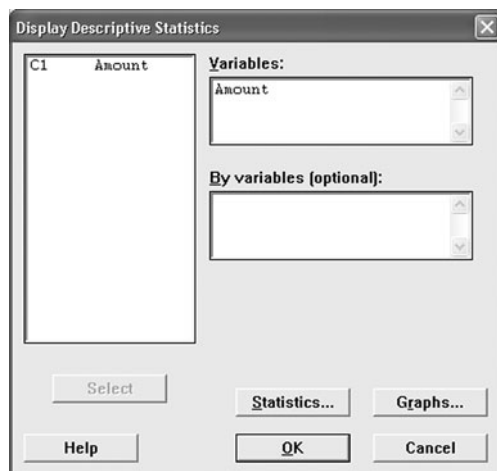 Display Descriptive Statistics
C1 Amount
Variables:
Amount
By variables (optional):
Select
Statistics...
Graphs...
Help
OK
Cancel